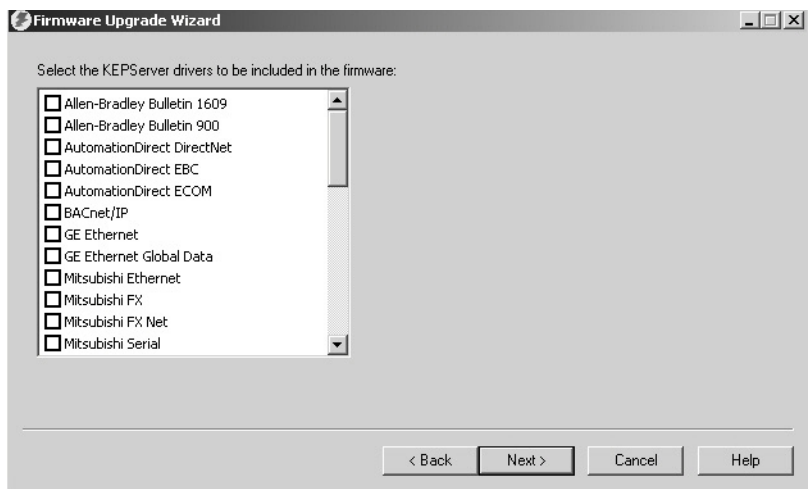 Firmware Upgrade Wizard
Select the KEPServer drivers to be included in the firmware:
Allen-Bradley Bulletin 1609
Allen-Bradley Bulletin 900
AutomationDirect DirectNet
AutomationDirect EBC
AutomationDirect ECOM
BACnet/IP
GE Ethernet
GE Ethernet Global Data
Mitsubishi Ethernet
Mitsubishi FX
Mitsubishi FX Net
Mitsubishi Serial
< Back Next > Cancel Help